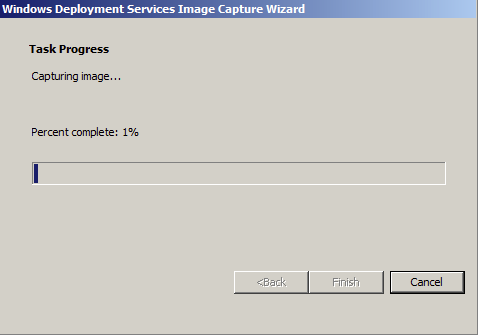 Windows Deployment Services Image Capture Wizard
Task Progress
Capturing image...
Percent complete: 1%
<Back Finish Cancel